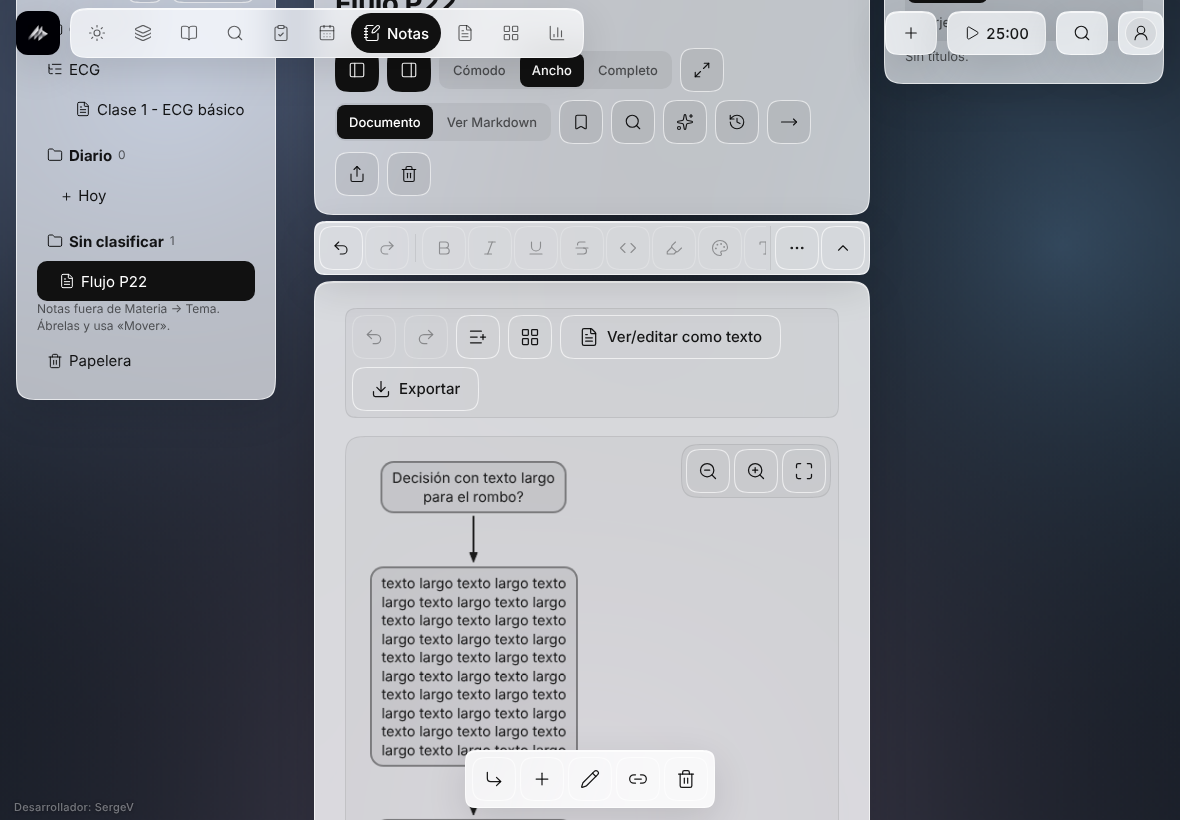 Flujo P22
Notas
25:00
ECG
Clase 1 - ECG básico
Diario 0
Hoy
Sin clasificar 1
Flujo P22
Notas fuera de Materia → Tema.
Ábrelas y usa «Mover».
Papelera
Cómodo
Ancho
Completo
Documento
Ver Markdown
Ver/editar como texto
Exportar
Decisión con texto largo
para el rombo?
texto largo texto largo texto
largo texto largo texto largo
texto largo texto largo texto
largo texto largo texto largo
texto largo texto largo texto
largo texto largo texto largo
texto largo texto largo texto
largo texto largo texto largo
texto largo texto largo texto
largo texto largo texto largo
Sin títulos.
Desarrollador: SergeV